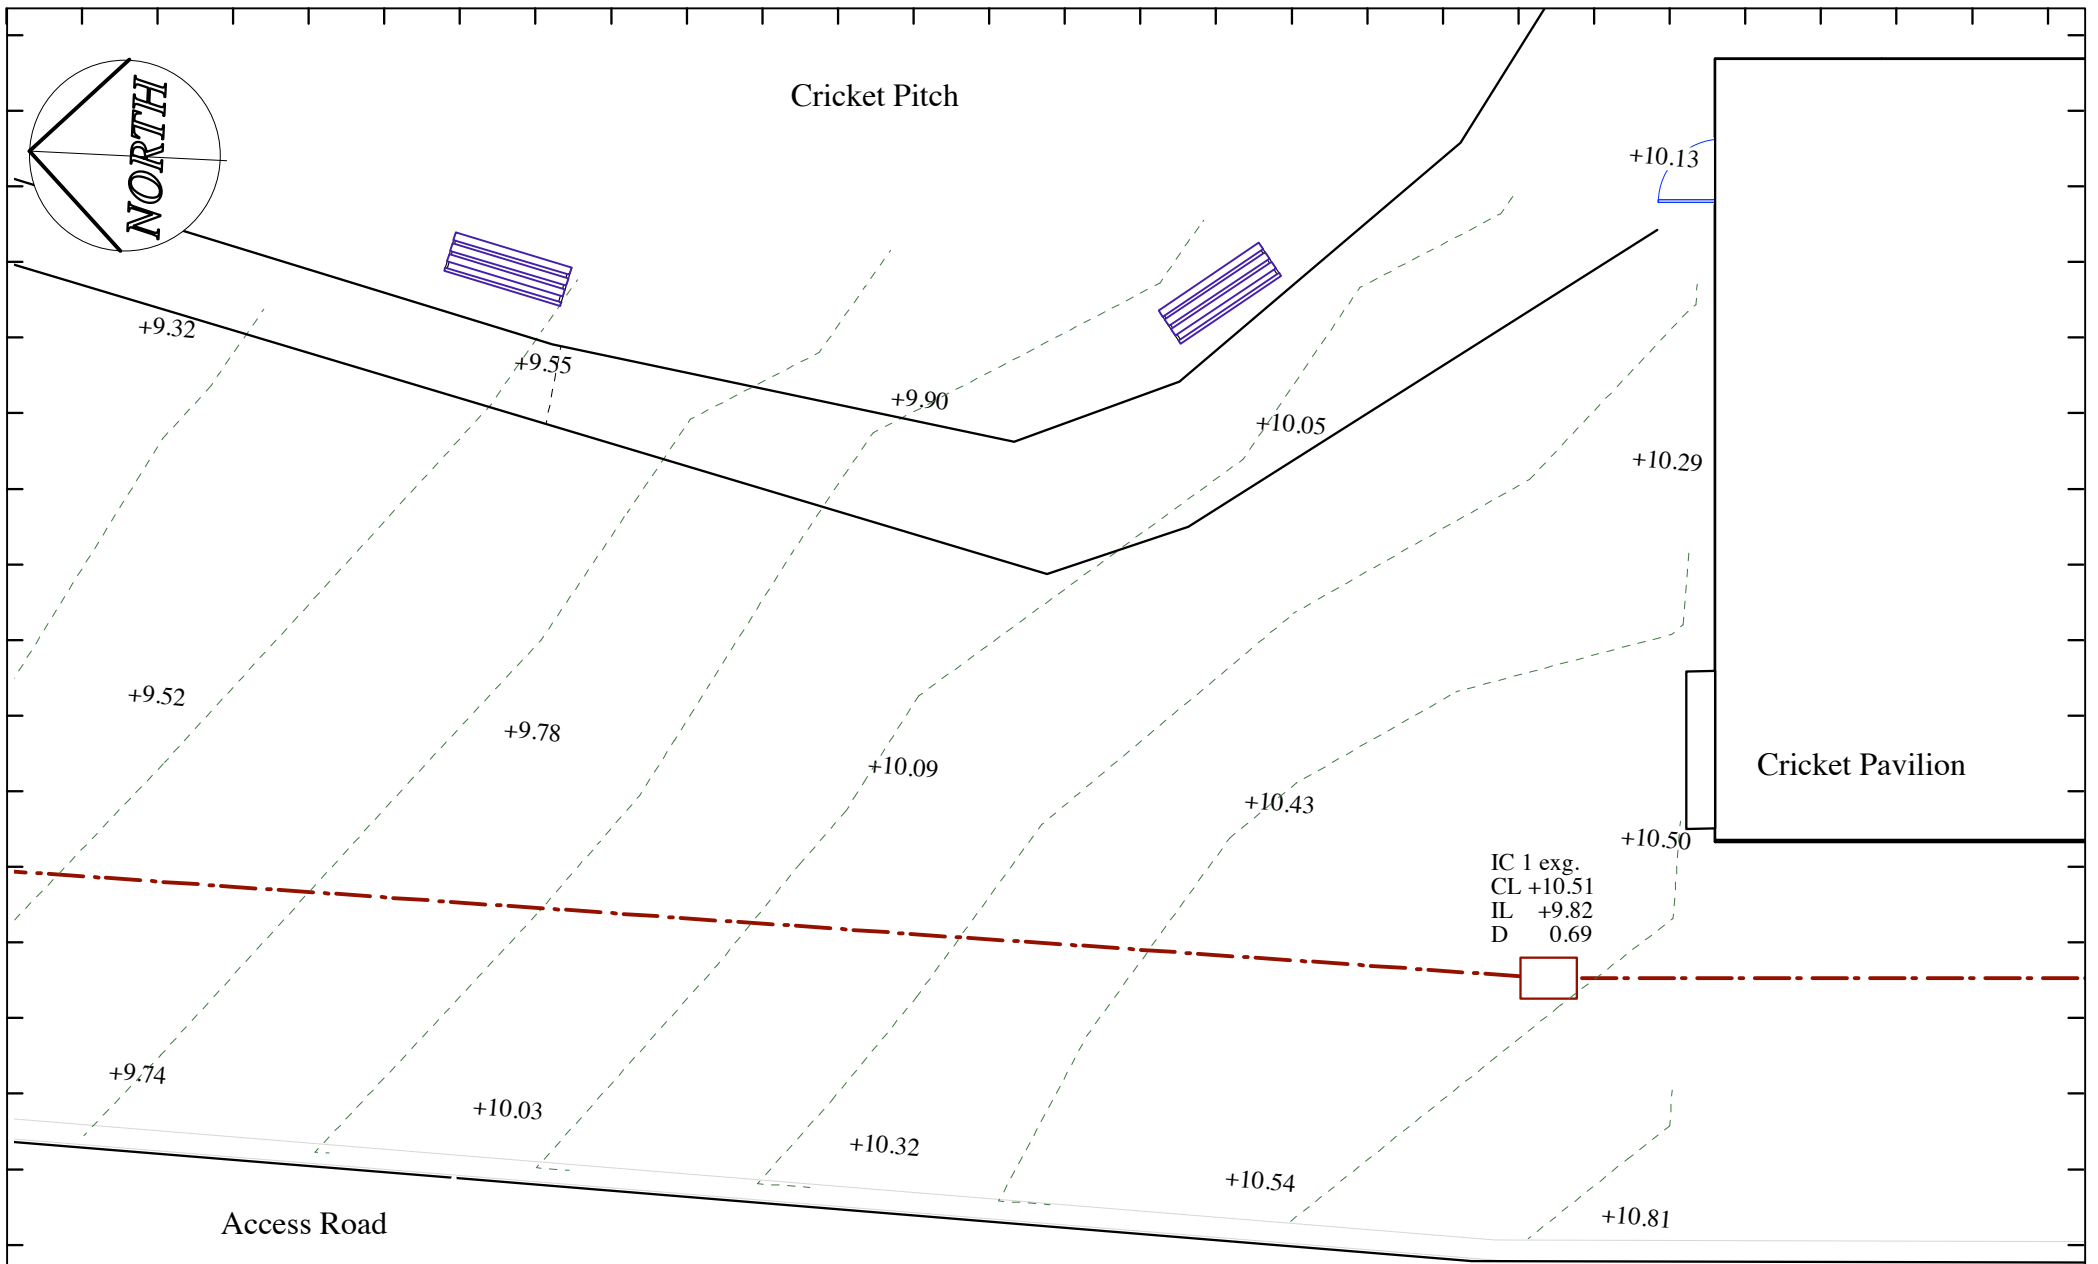 Cricket Pitch
NORTH
+10.13
+9.32
+9.55
+9.90
+10.05
+10.29
+9.52
+9.78
+10.09
+10.43
Cricket Pavilion
+10.50
IC 1 exg.
CL +10.51
IL +9.82
D 0.69
+9.74
+10.03
+10.32
+10.54
+10.81
Access Road